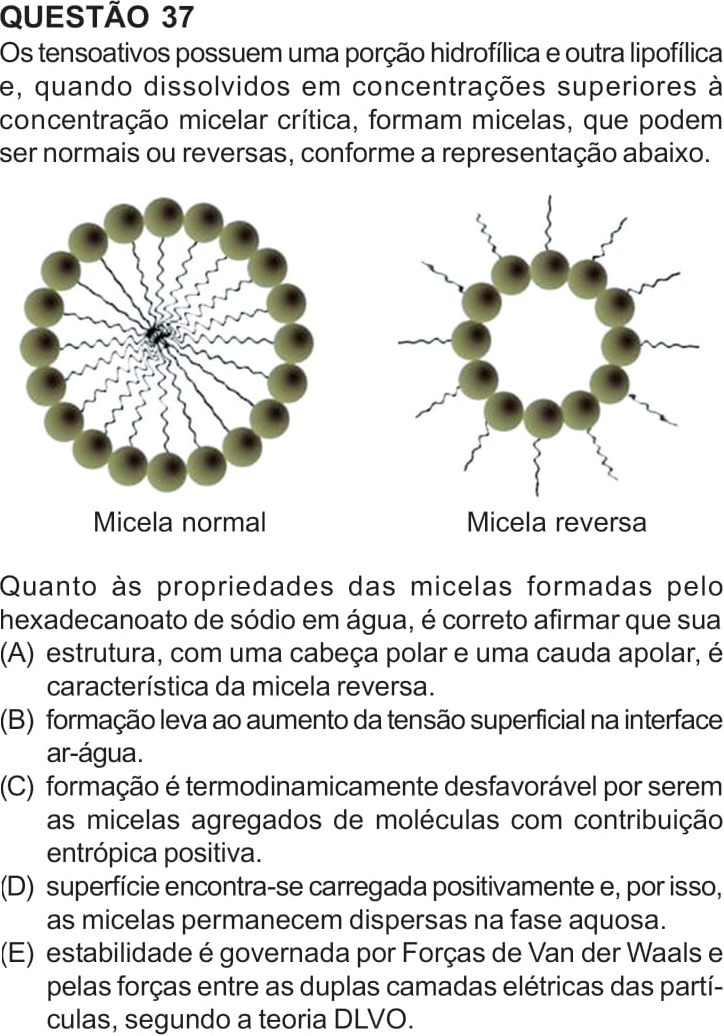 QUESTÃO 37
Os tensoativos possuem uma porção hidrofílica e outra lipofílica
e, quando dissolvidos em concentrações superiores à
concentração micelar crítica, formam micelas, que podem
ser normais ou reversas, conforme a representação abaixo.
Micela normal
Micela reversa
Quanto às propriedades das micelas formadas pelo
hexadecanoato de sódio em água, é correto afirmar que sua
(A) estrutura, com uma cabeça polar e uma cauda apolar, é
característica da micela reversa.
(B) formação leva ao aumento da tensão superficial na interface
ar-água.
(C) formação é termodinamicamente desfavorável por serem
as micelas agregados de moléculas com contribuição
entrópica positiva.
(D) superfície encontra-se carregada positivamente e, por isso,
as micelas permanecem dispersas na fase aquosa.
(E) estabilidade é governada por Forças de Van der Waals e
pelas forças entre as duplas camadas elétricas das partí-
culas, segundo a teoria DLVO.